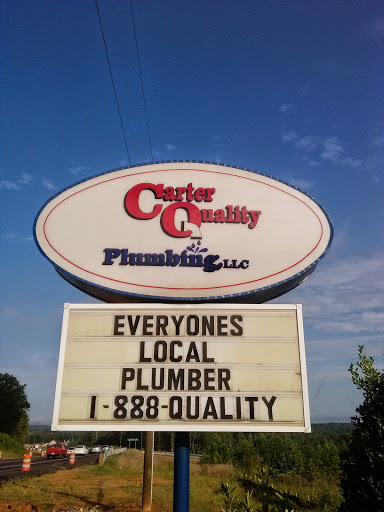 Carter
Quality
Plumbing LLC
EVERYONES
LOCAL
PLUMBER
1-888-QUALITY